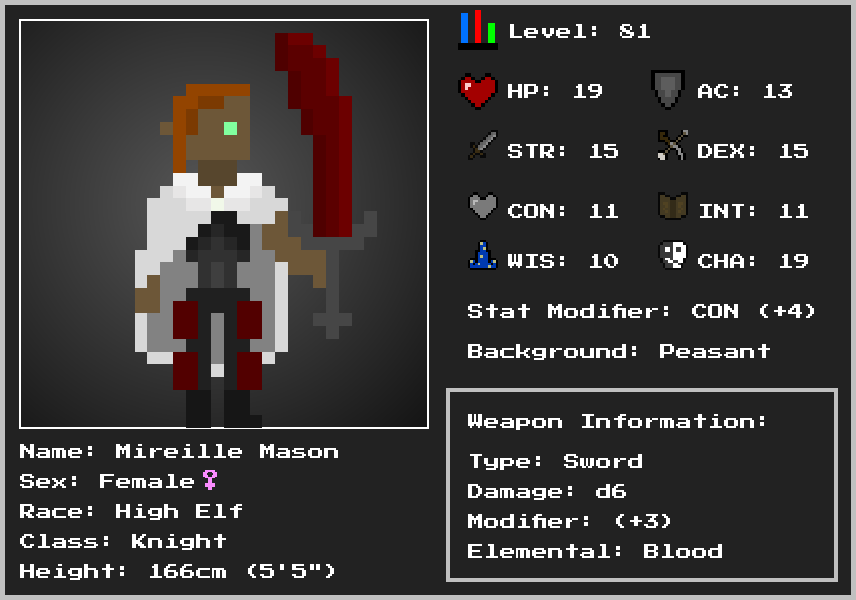 Level: 81
HP: 19 AC: 13
STR: 15 DEX: 15
CON: 11 INT: 11
WIS: 10 CHA: 19
Stat Modifier: CON (+4)
Background: Peasant
Weapon Information:
Type: Sword
Damage: d6
Modifier: (+3)
Elemental: Blood
Name: Mireille Mason
Sex: Female♀
Race: High Elf
Class: Knight
Height: 166cm (5'5")